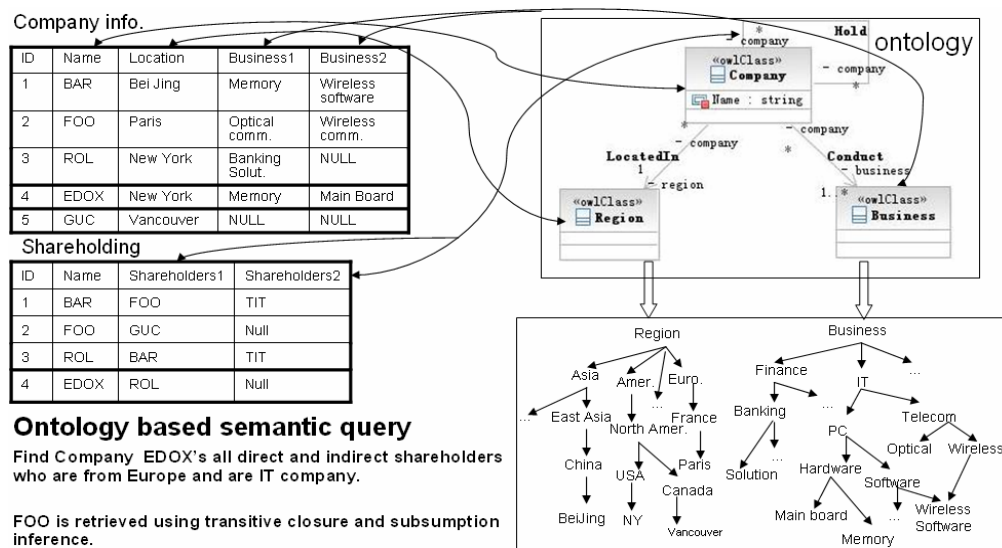 Company info.
ID Name Location Business1 Business2
1 BAR Bei Jing Memory Wireless software
2 FOO Paris Optical comm. Wireless comm.
3 ROL New York Banking Solut. NULL
4 EDOX New York Memory Main Board
5 GUC Vancouver NULL NULL
Shareholding
ID Name Shareholders1 Shareholders2
1 BAR FOO TIT
2 FOO GUC Null
3 ROL BAR TIT
4 EDOX ROL Null
Ontology based semantic query
Find Company EDOX's all direct and indirect shareholders
who are from Europe and are IT company.
FOO is retrieved using transitive closure and subsumption
inference.
ontology
* Hold
- company
«owlClass»
Company
- company
*
Name : string
*
- company
- company
*
LocatedIn
Conduct
1
- region
- business
1..*
«owlClass»
Region
«owlClass»
Business
Region
Business
Asia Amer. Euro.
Finance IT ...
... East Asia North Amer. ... France
Banking ... PC Telecom
China USA Canada Paris
Solution ... Hardware Software Optical Wireless
BeiJing NY Vancouver
Main board Memory ... Wireless Software